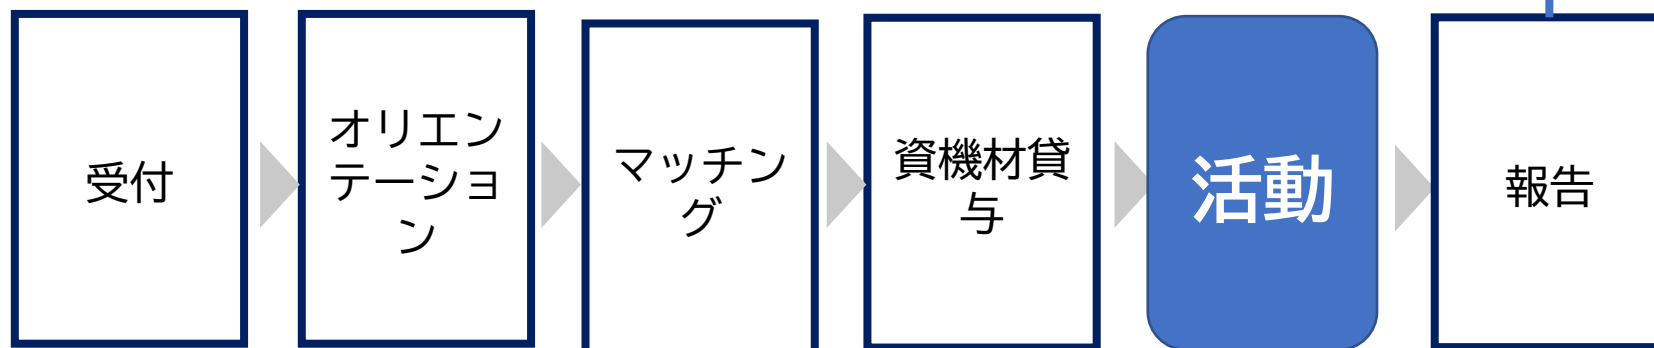 受付
オリエン
テーショ
ン
マッチン
グ
資機材貸
与
活動
報告